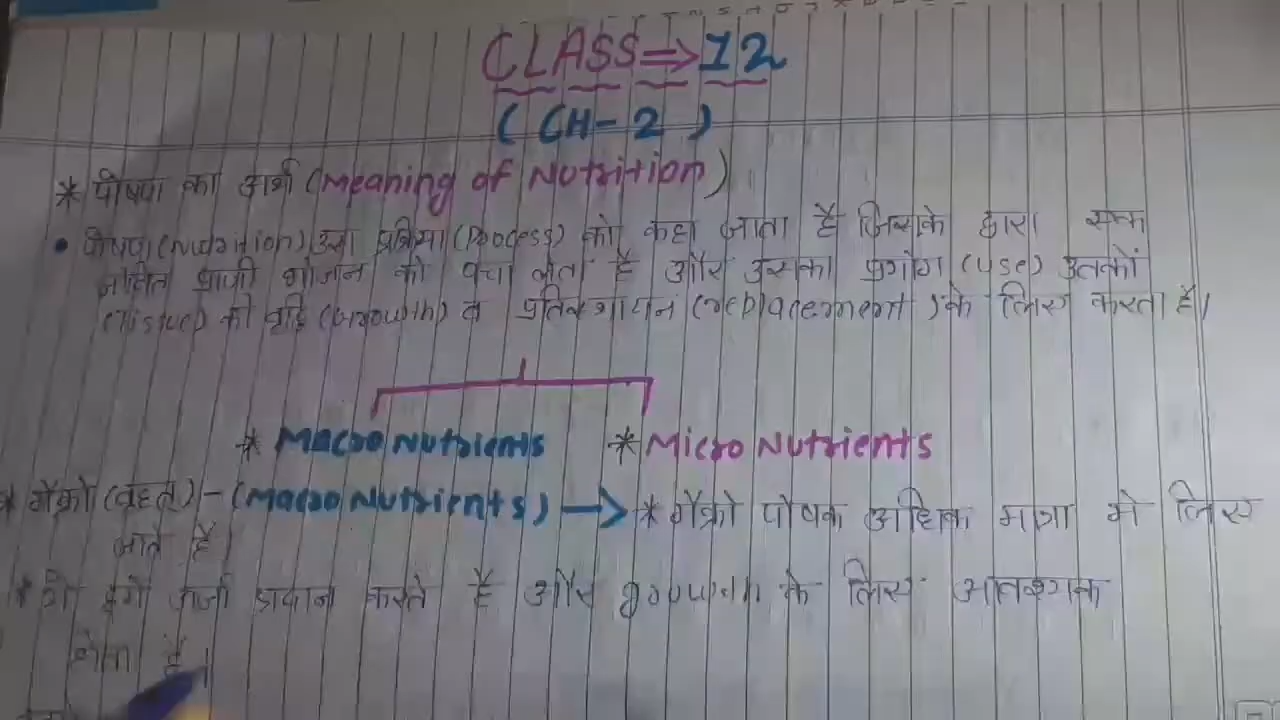 CLASS ⇒ 12
(CH-2)
* पोषण का अर्थ (Meaning of Nutrition)
• पोषण (Nutrition) उस प्रक्रिया (Process) को कहा जाता है जिसके द्वारा एक
जीवित प्राणी भोजन को पचा लेता है और उसका प्रयोग (use) उतकों
(Tissue) की वृद्धि (Growth) व प्रतिस्थापन (replacement) के लिए करता है।
* Macro Nutrients * Micro Nutrients
* मैक्रो (वृहत्) - (Macro Nutrients) → * मैक्रो पोषक अधिक मात्रा मे लिए
जाते है।
* ये हमे ऊर्जा प्रदान करते है और growth के लिए आवश्यक
होता है।